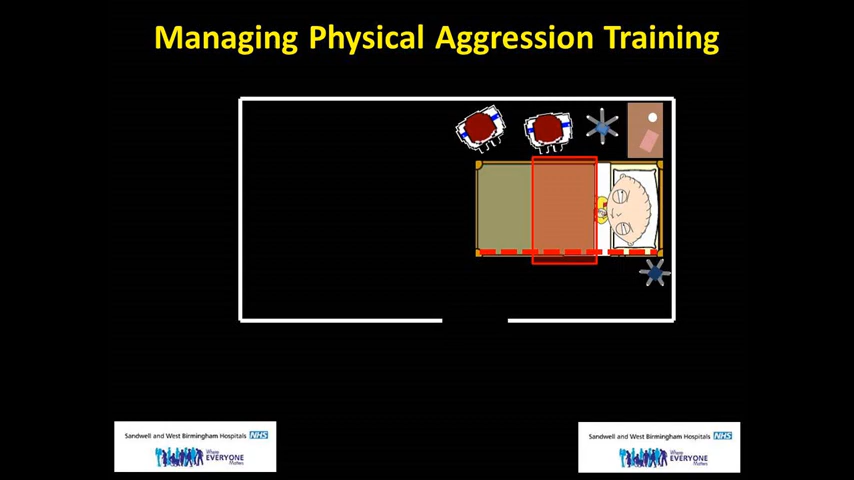 Managing Physical Aggression Training
Sandwell and West Birmingham Hospitals NHS
Where
EVERYONE
Matters
Sandwell and West Birmingham Hospitals NHS
Where
EVERYONE
Matters